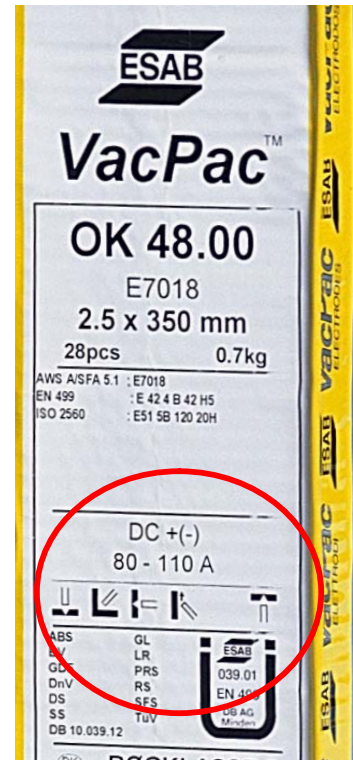 ESAB
VacPac™
OK 48.00
E7018
2.5 x 350 mm
28pcs 0.7kg
AWS A/SFA 5.1 : E7018
EN 499 : E 42 4 B 42 H5
ISO 2560 : E51 5B 120 20H
DC +(-)
80 - 110 A
ABS GL
BV LR
GDF PRS
DnV RS
DS SFS
SS TüV
DB 10.039.12
ESAB
039.01
EN 499
DB AG
Minden
ELECTRODES
ESAB
VacPac
ELECTRODES
ESAB
VacPac
ELECTRODES
ESAB